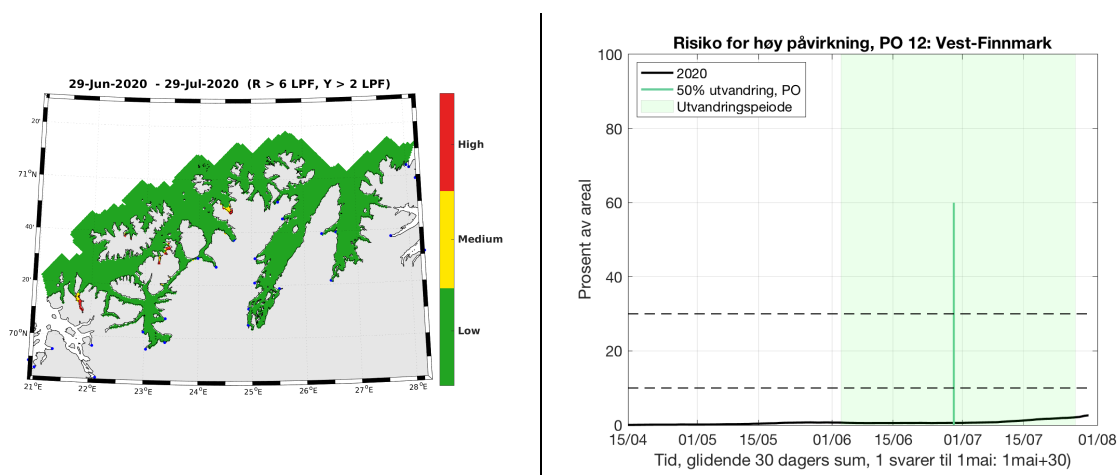 29-Jun-2020 - 29-Jul-2020 (R > 6 LPF, Y > 2 LPF)
20'
71°N
40'
20'
70°N
21°E 22°E 23°E 24°E 25°E 26°E 27°E 28°E
High
Medium
Low
Risiko for høy påvirkning, PO 12: Vest-Finnmark
2020
50% utvandring, PO
Utvandringspeiode
Prosent av areal
100
80
60
40
20
0
15/04 01/05 15/05 01/06 15/06 01/07 15/07 01/08
Tid, glidende 30 dagers sum, 1 svarer til 1mai: 1mai+30)